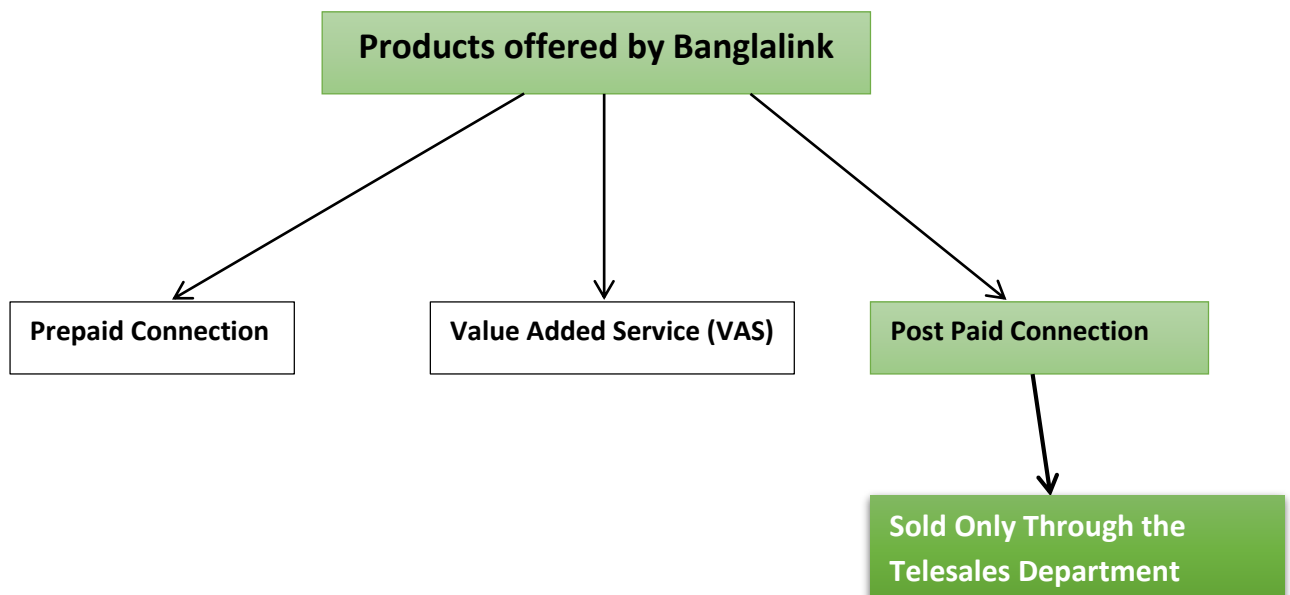 Products offered by Banglalink
Prepaid Connection
Value Added Service (VAS)
Post Paid Connection
Sold Only Through the
Telesales Department